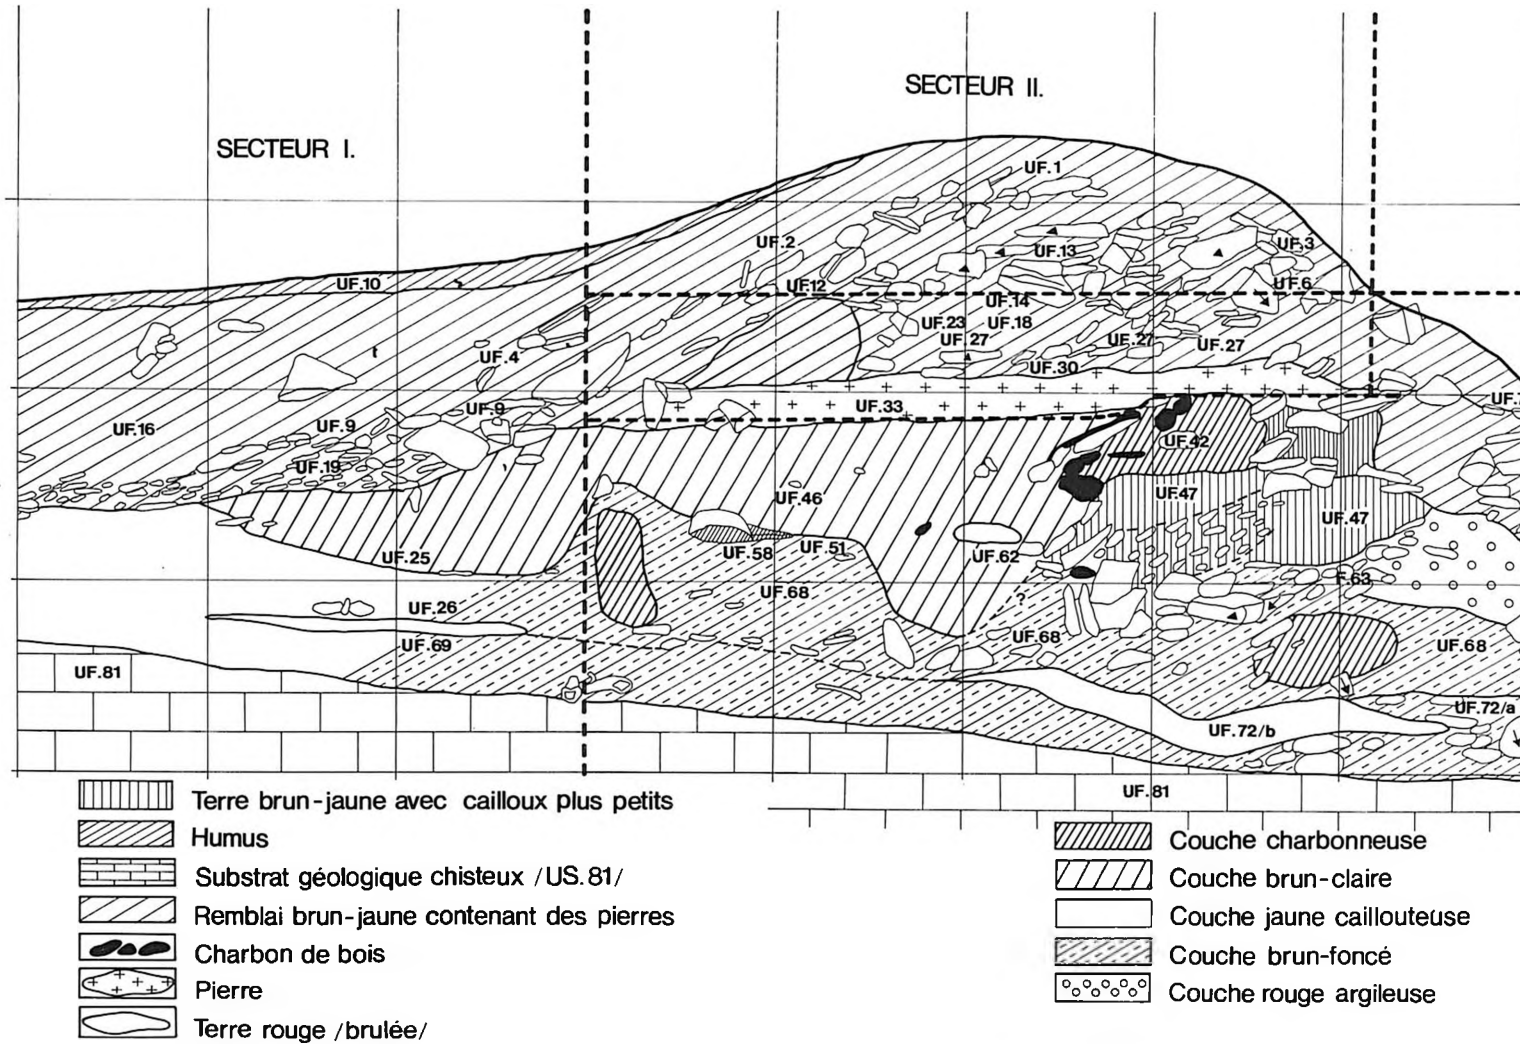 SECTEUR I.
SECTEUR II.
UF.1
UF.2
UF.13
UF.3
UF.10
UF.12
UF.6
UF.14
UF.23
UF.18
UF.4
UF.27
UF.27
UF.27
UF.30
UF.7
UF.33
UF.9
UF.16
UF.9
UF.42
UF.19
UF.46
UF.47
UF.47
UF.25
UF.58
UF.51
UF.62
F.63
UF.26
UF.68
?
UF.69
UF.68
UF.68
UF.81
UF.72/a
UF.72/b
UF.81
Terre brun-jaune avec cailloux plus petits
Humus
Substrat géologique chisteux /US.81/
Remblai brun-jaune contenant des pierres
Charbon de bois
Pierre
Terre rouge /brulée/
Couche charbonneuse
Couche brun-claire
Couche jaune caillouteuse
Couche brun-foncé
Couche rouge argileuse